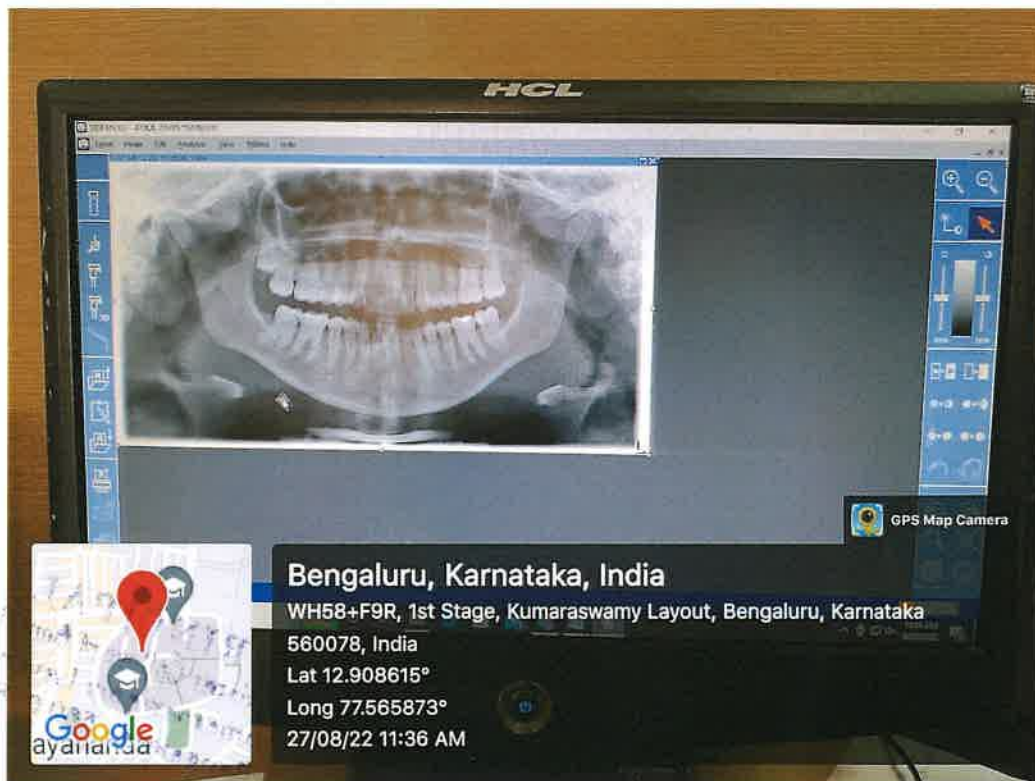 HCL
GPS Map Camera
Bengaluru, Karnataka, India
WH58+F9R, 1st Stage, Kumaraswamy Layout, Bengaluru, Karnataka
560078, India
Lat 12.908615°
Long 77.565873°
27/08/22 11:36 AM
Google